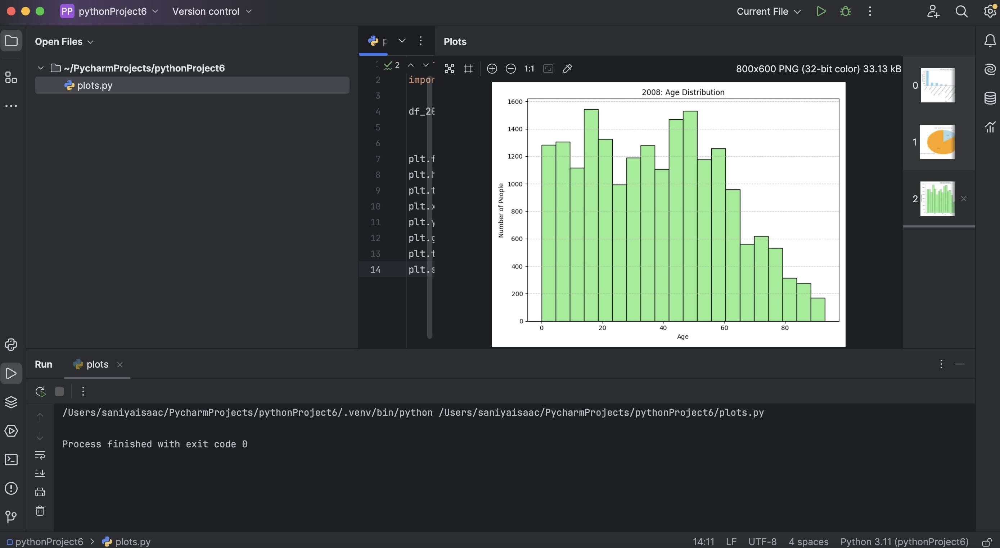 PP pythonProject6 Version control Current File
Open Files
~/PycharmProjects/pythonProject6
plots.py
p
Plots
2
800x600 PNG (32-bit color) 33.13 kB
1:1
2 impor
3
4 df_20
5
6
7 plt.f
8 plt.h
9 plt.t
10 plt.x
11 plt.y
12 plt.g
13 plt.t
14 plt.s
2008: Age Distribution
1600
1400
1200
1000
800
600
400
200
0
Number of People
0 20 40 60 80
Age
0
1
2
Run plots
/Users/saniyaisaac/PycharmProjects/pythonProject6/.venv/bin/python /Users/saniyaisaac/PycharmProjects/pythonProject6/plots.py
Process finished with exit code 0
pythonProject6 > plots.py
14:11 LF UTF-8 4 spaces Python 3.11 (pythonProject6)